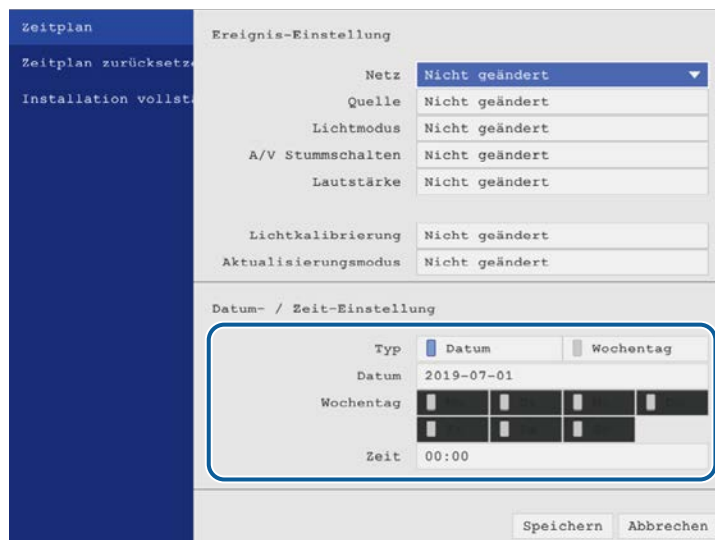 Zeitplan
Zeitplan zurücksetz
Installation vollst
Ereignis-Einstellung
Netz Nicht geändert
Quelle Nicht geändert
Lichtmodus Nicht geändert
A/V Stummschalten Nicht geändert
Lautstärke Nicht geändert
Lichtkalibrierung Nicht geändert
Aktualisierungsmodus Nicht geändert
Datum- / Zeit-Einstellung
Typ Datum Wochentag
Datum 2019-07-01
Wochentag
Zeit 00:00
Speichern Abbrechen